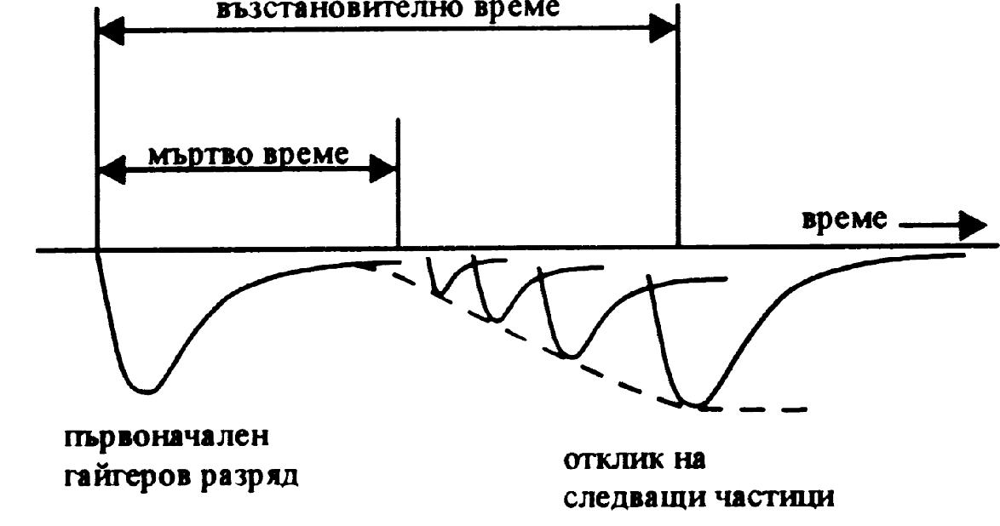 възстановително време
мъртво време
време
първоначален
гайгеров разряд
отклик на
следващи частици